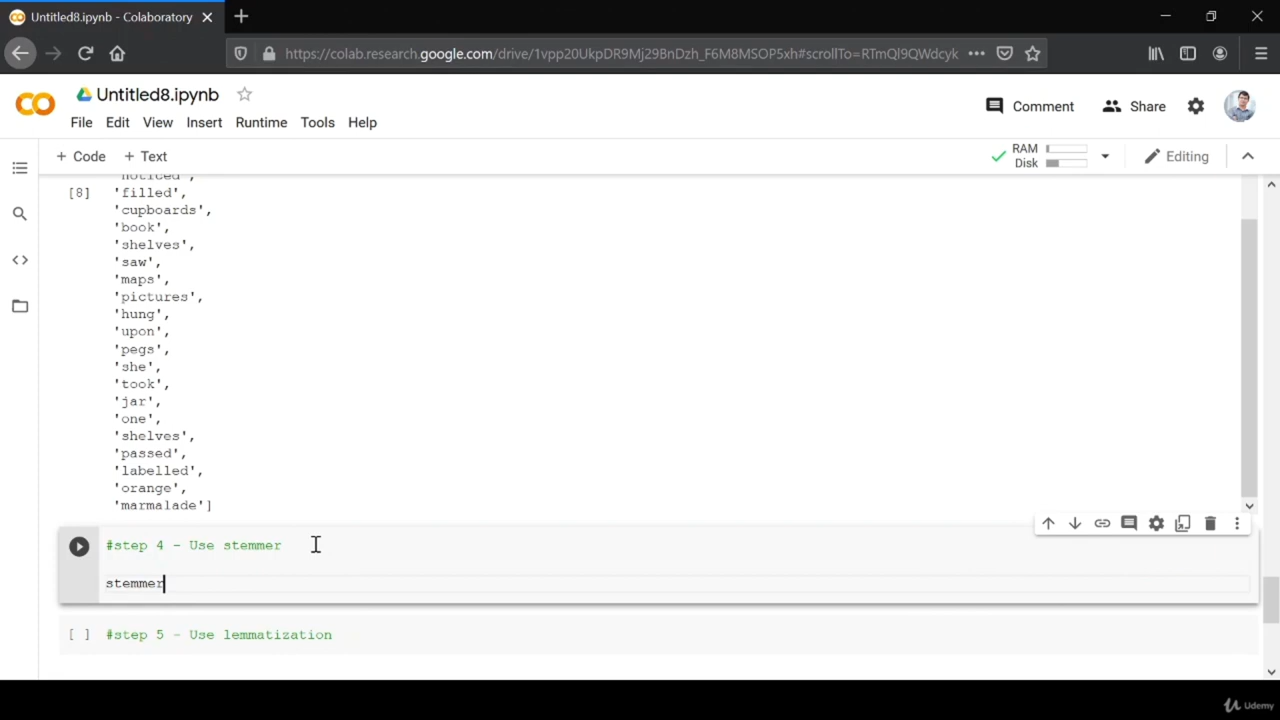 Untitled8.ipynb - Colaboratory
https://colab.research.google.com/drive/1vpp20UkpDR9Mj29BnDzh_F6M8MSOP5xh#scrollTo=RTmQl9QWdcyk
Untitled8.ipynb
Comment
Share
File Edit View Insert Runtime Tools Help
+ Code + Text
RAM
Disk
Editing
noticed',
[8] 'filled',
'cupboards',
'book',
'shelves',
'saw',
'maps',
'pictures',
'hung',
'upon',
'pegs',
'she',
'took',
'jar',
'one',
'shelves',
'passed',
'labelled',
'orange',
'marmalade']
#step 4 - Use stemmer
stemmer
[ ] #step 5 - Use lemmatization
Udemy